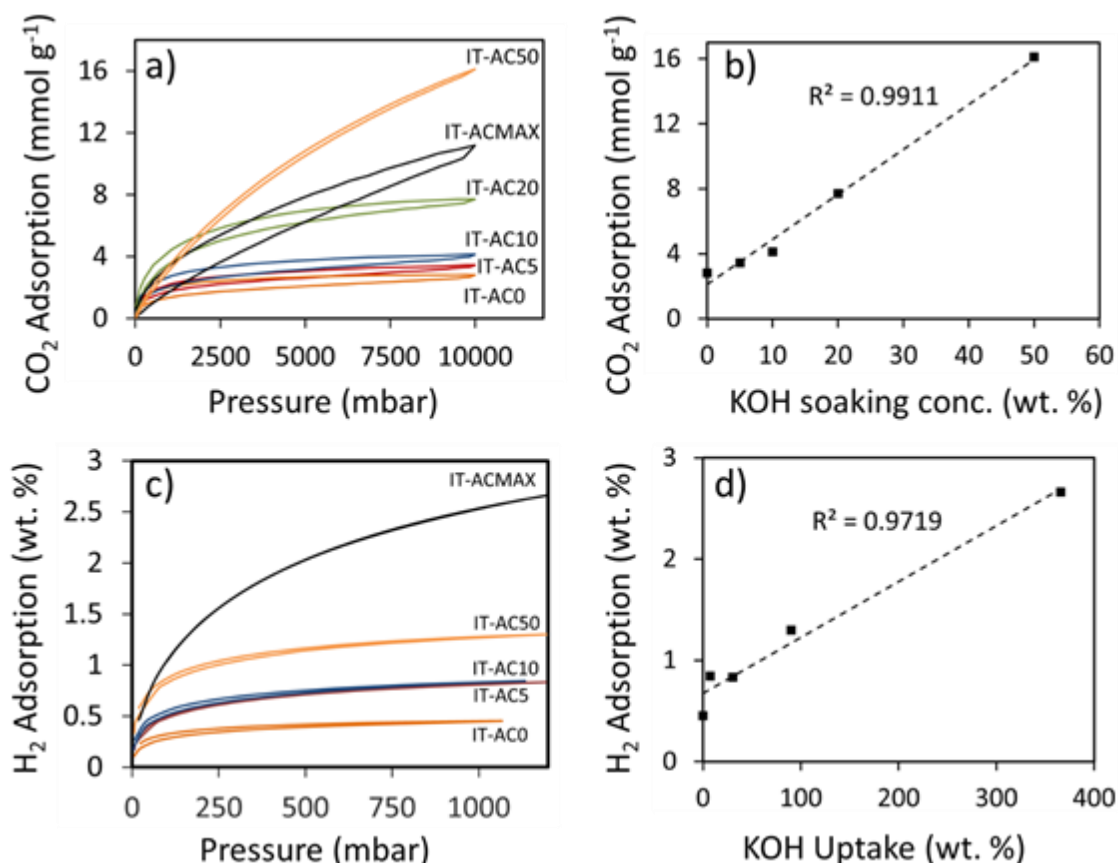 a)
CO₂ Adsorption (mmol g⁻¹)
16
12
8
4
0
IT-AC50
IT-ACMAX
IT-AC20
IT-AC10
IT-AC5
IT-AC0
0 2500 5000 7500 10000
Pressure (mbar)
b)
CO₂ Adsorption (mmol g⁻¹)
16
12
8
4
0
R² = 0.9911
0 10 20 30 40 50 60
KOH soaking conc. (wt. %)
c)
H₂ Adsorption (wt. %)
3
2.5
2
1.5
1
0.5
0
IT-ACMAX
IT-AC50
IT-AC10
IT-AC5
IT-AC0
0 250 500 750 1000
Pressure (mbar)
d)
H₂ Adsorption (wt. %)
3
2
1
0
R² = 0.9719
0 100 200 300 400
KOH Uptake (wt. %)